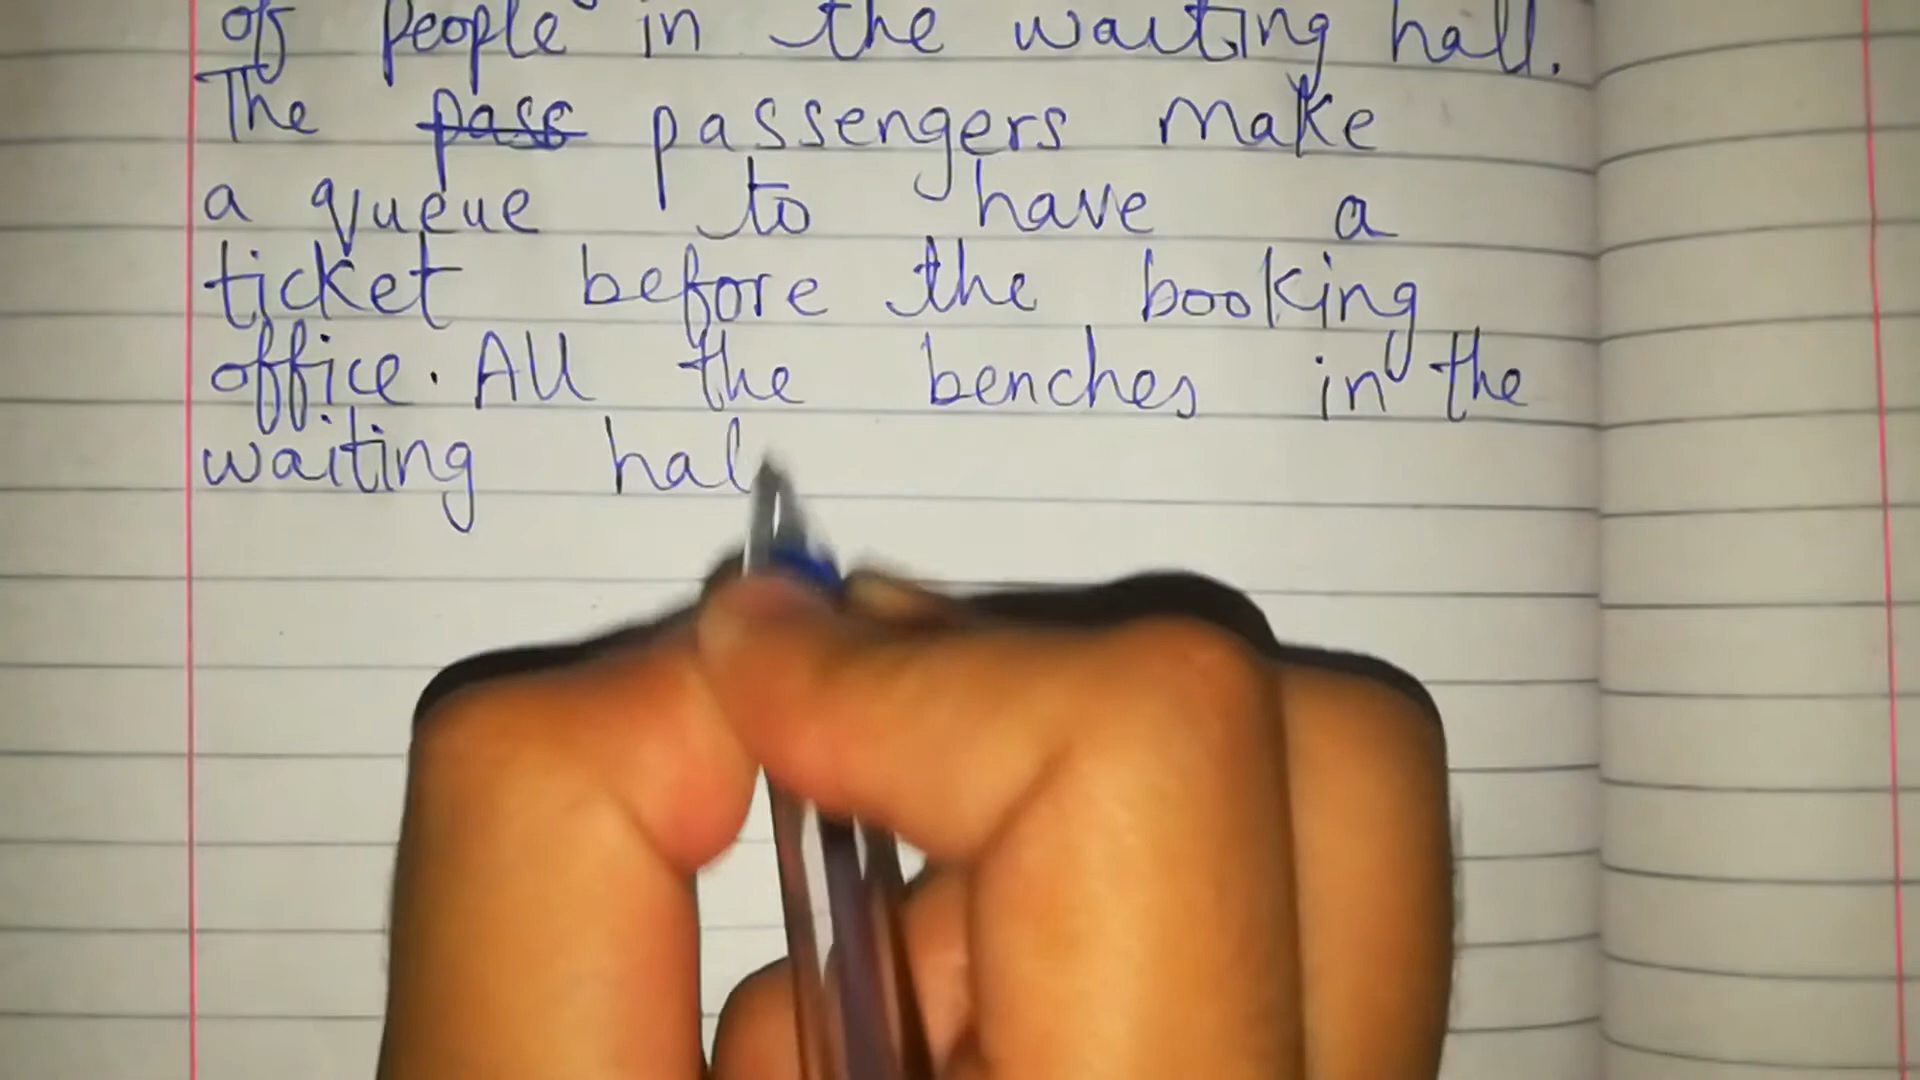 of people in the waiting hall.
The pass passengers make
a queue to have a
ticket before the booking
office. All the benches in the
waiting hal